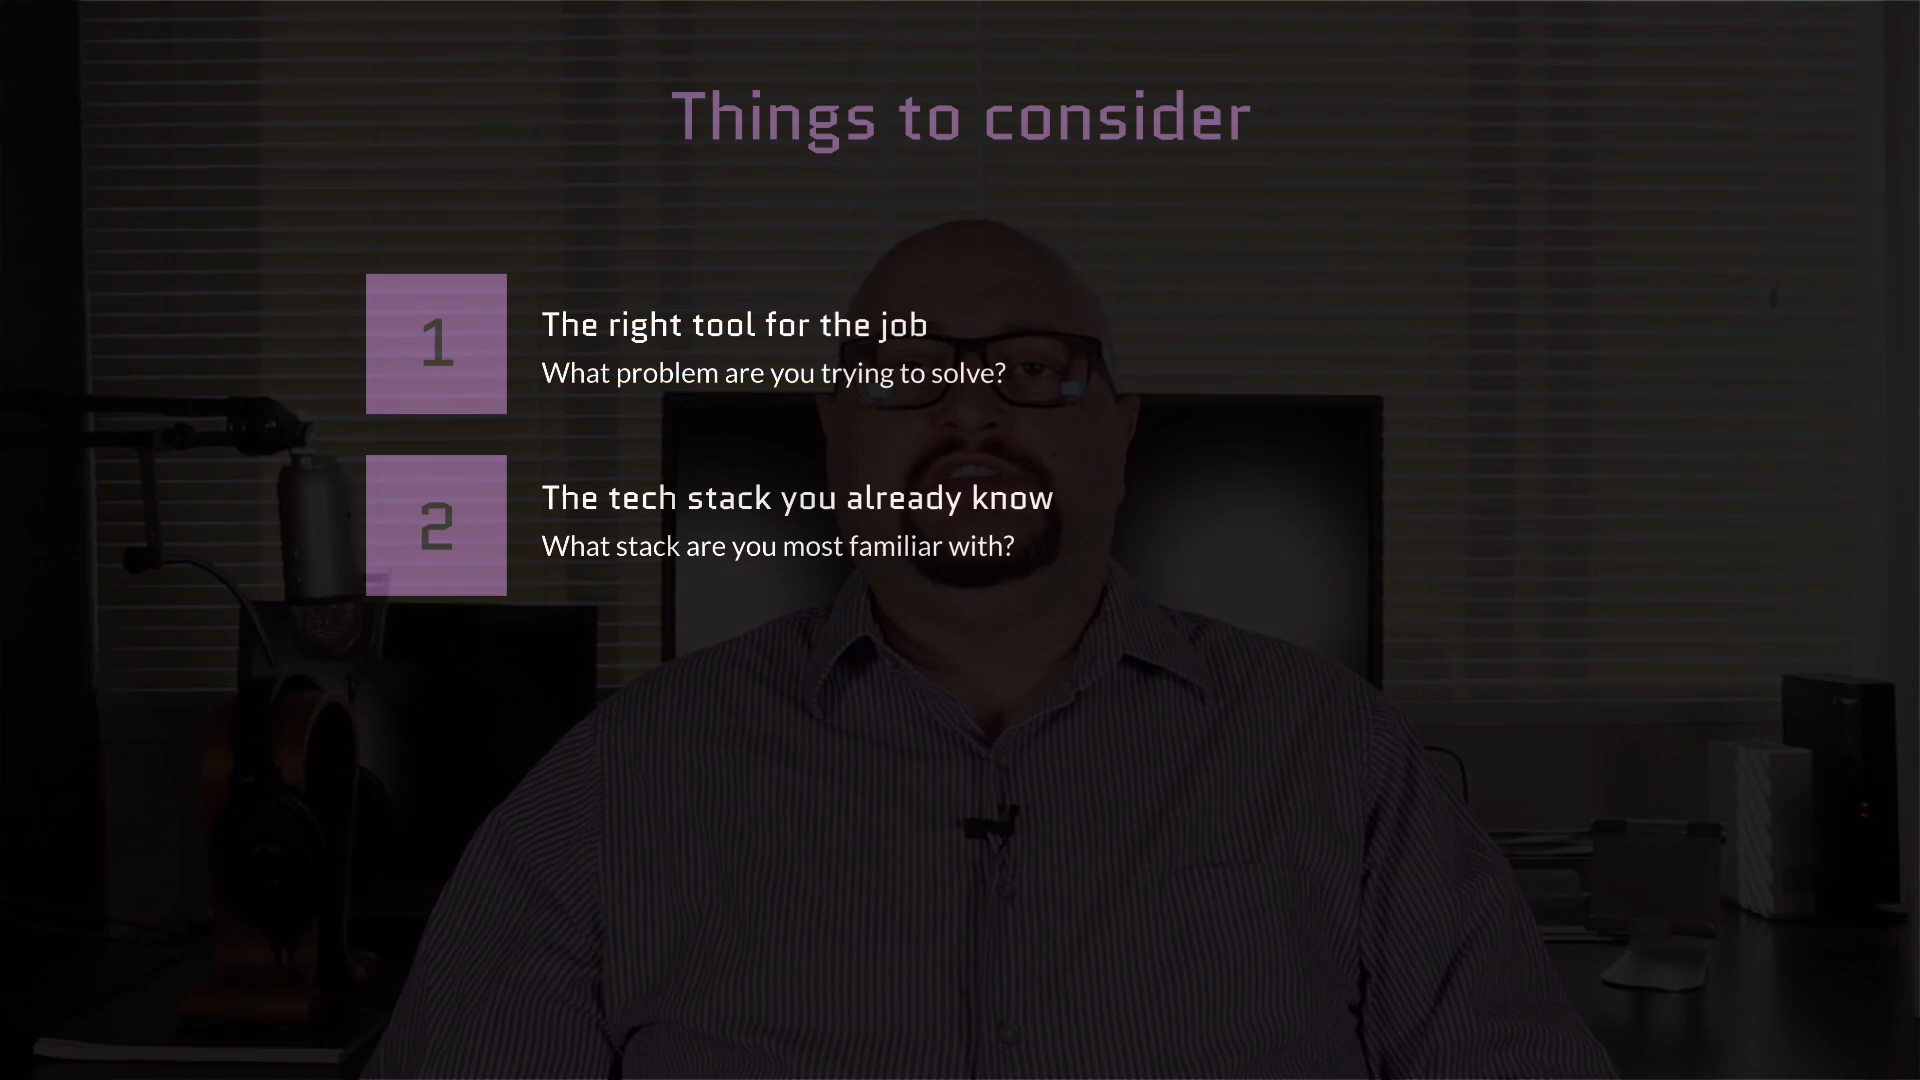 Things to consider
1
The right tool for the job
What problem are you trying to solve?
2
The tech stack you already know
What stack are you most familiar with?